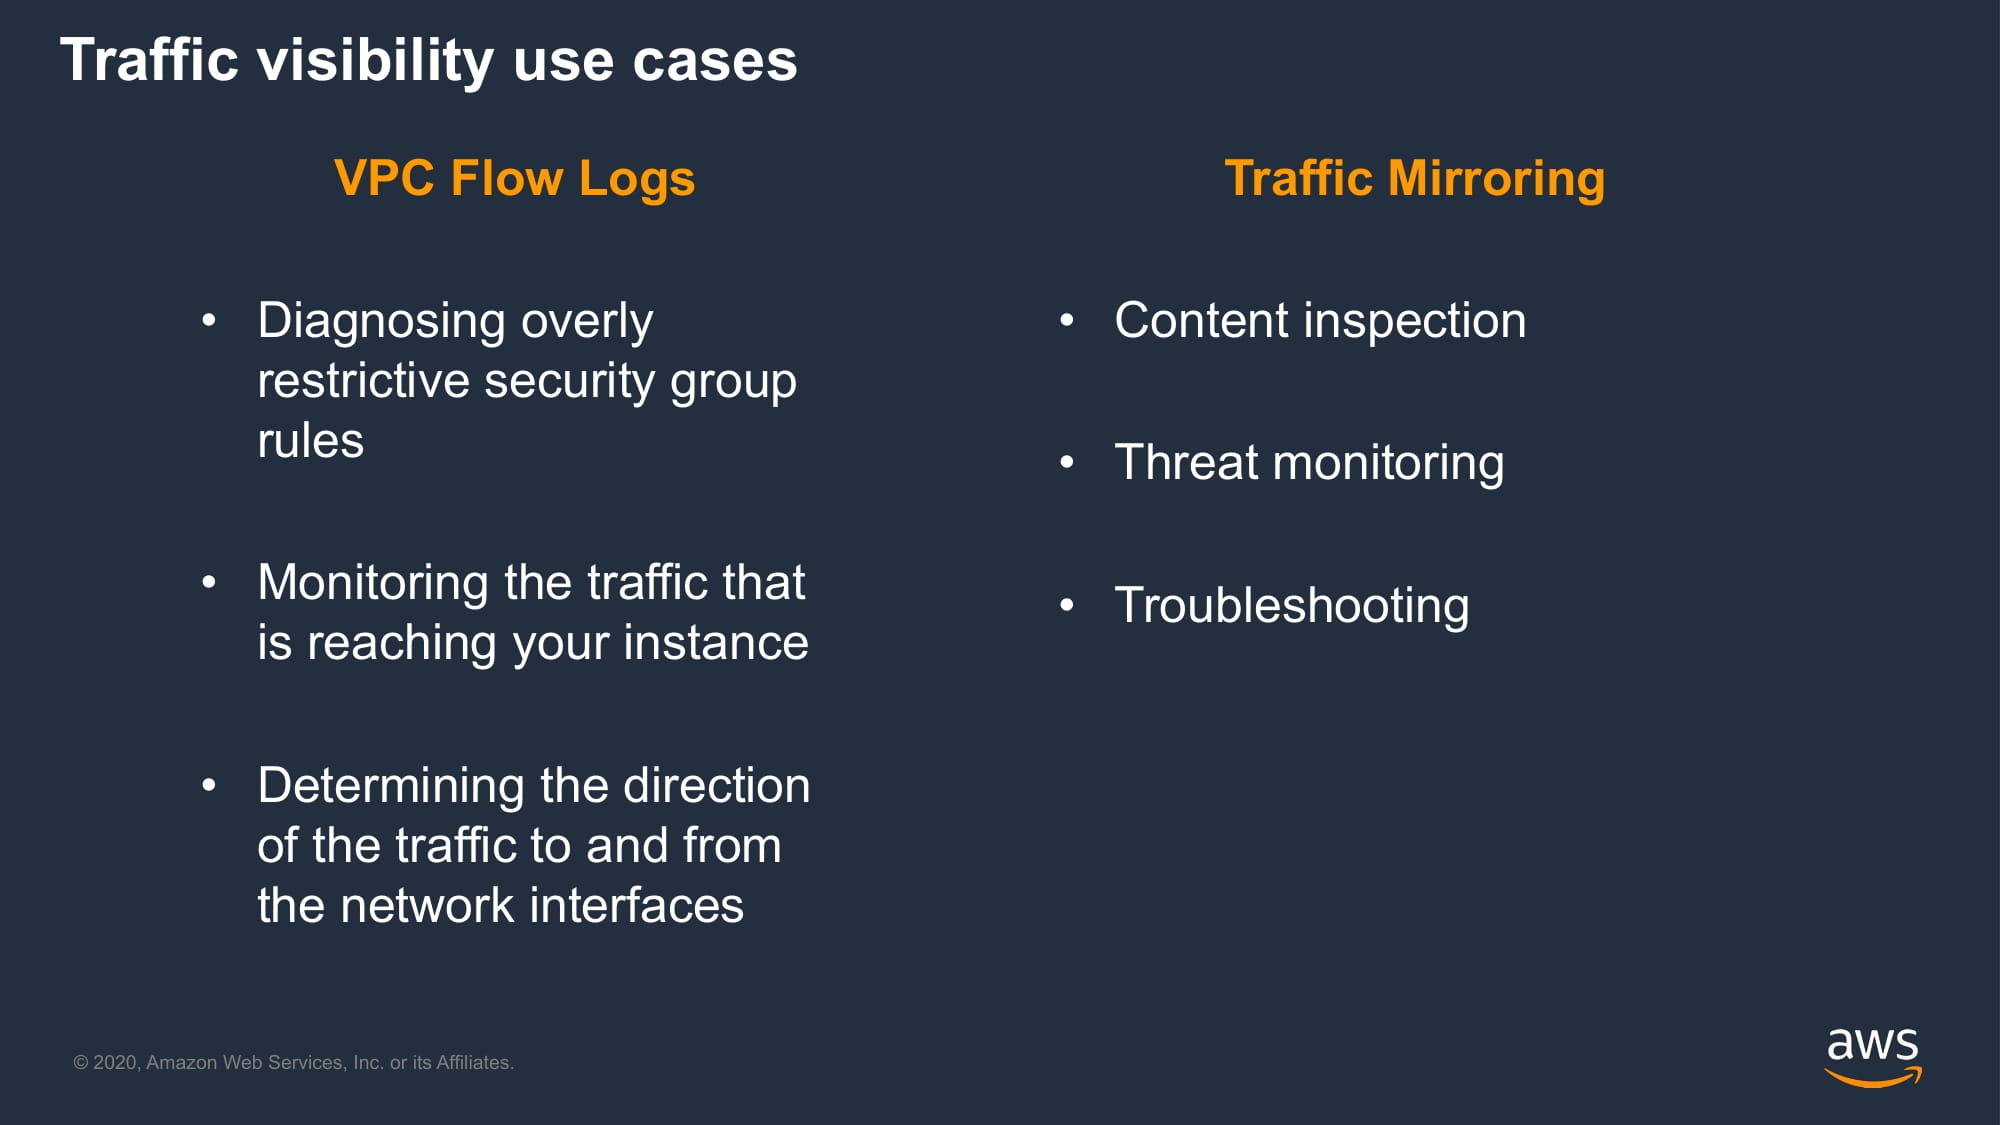 Traffic visibility use cases
VPC Flow Logs
• Diagnosing overly
restrictive security group
rules
• Monitoring the traffic that
is reaching your instance
• Determining the direction
of the traffic to and from
the network interfaces
Traffic Mirroring
• Content inspection
• Threat monitoring
• Troubleshooting
© 2020, Amazon Web Services, Inc. or its Affiliates.
aws